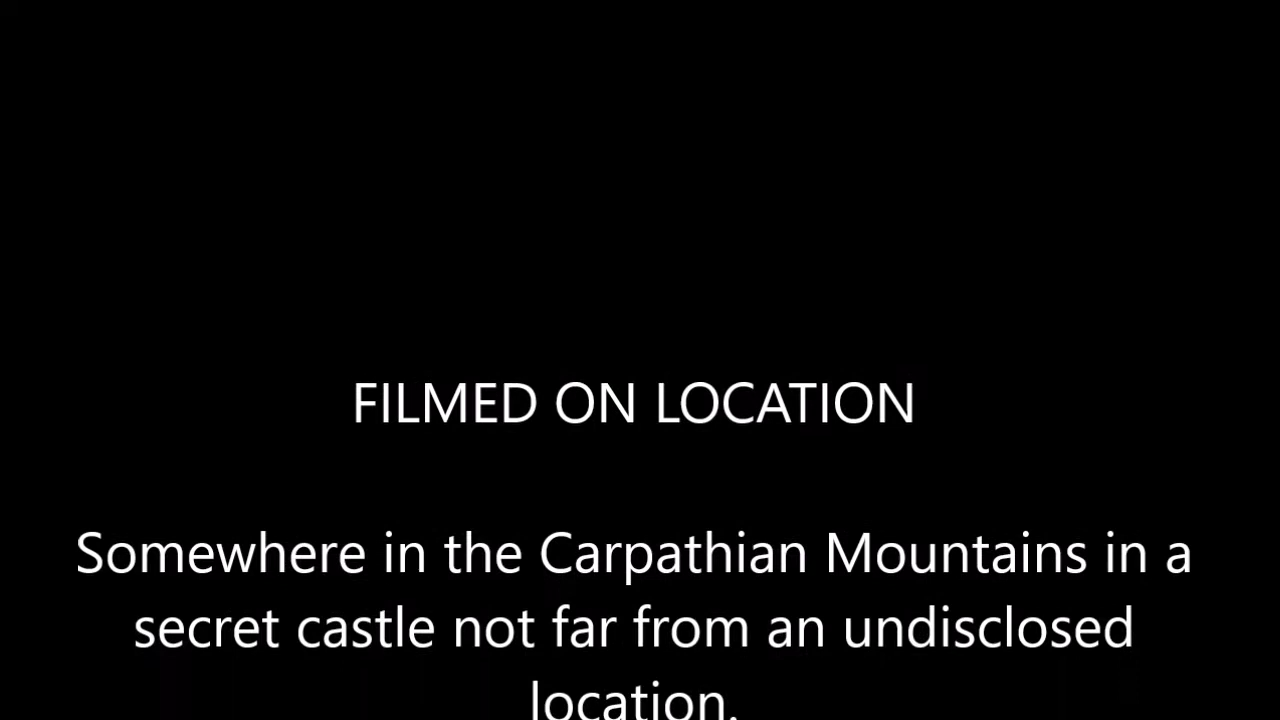 FILMED ON LOCATION
Somewhere in the Carpathian Mountains in a
secret castle not far from an undisclosed
location.